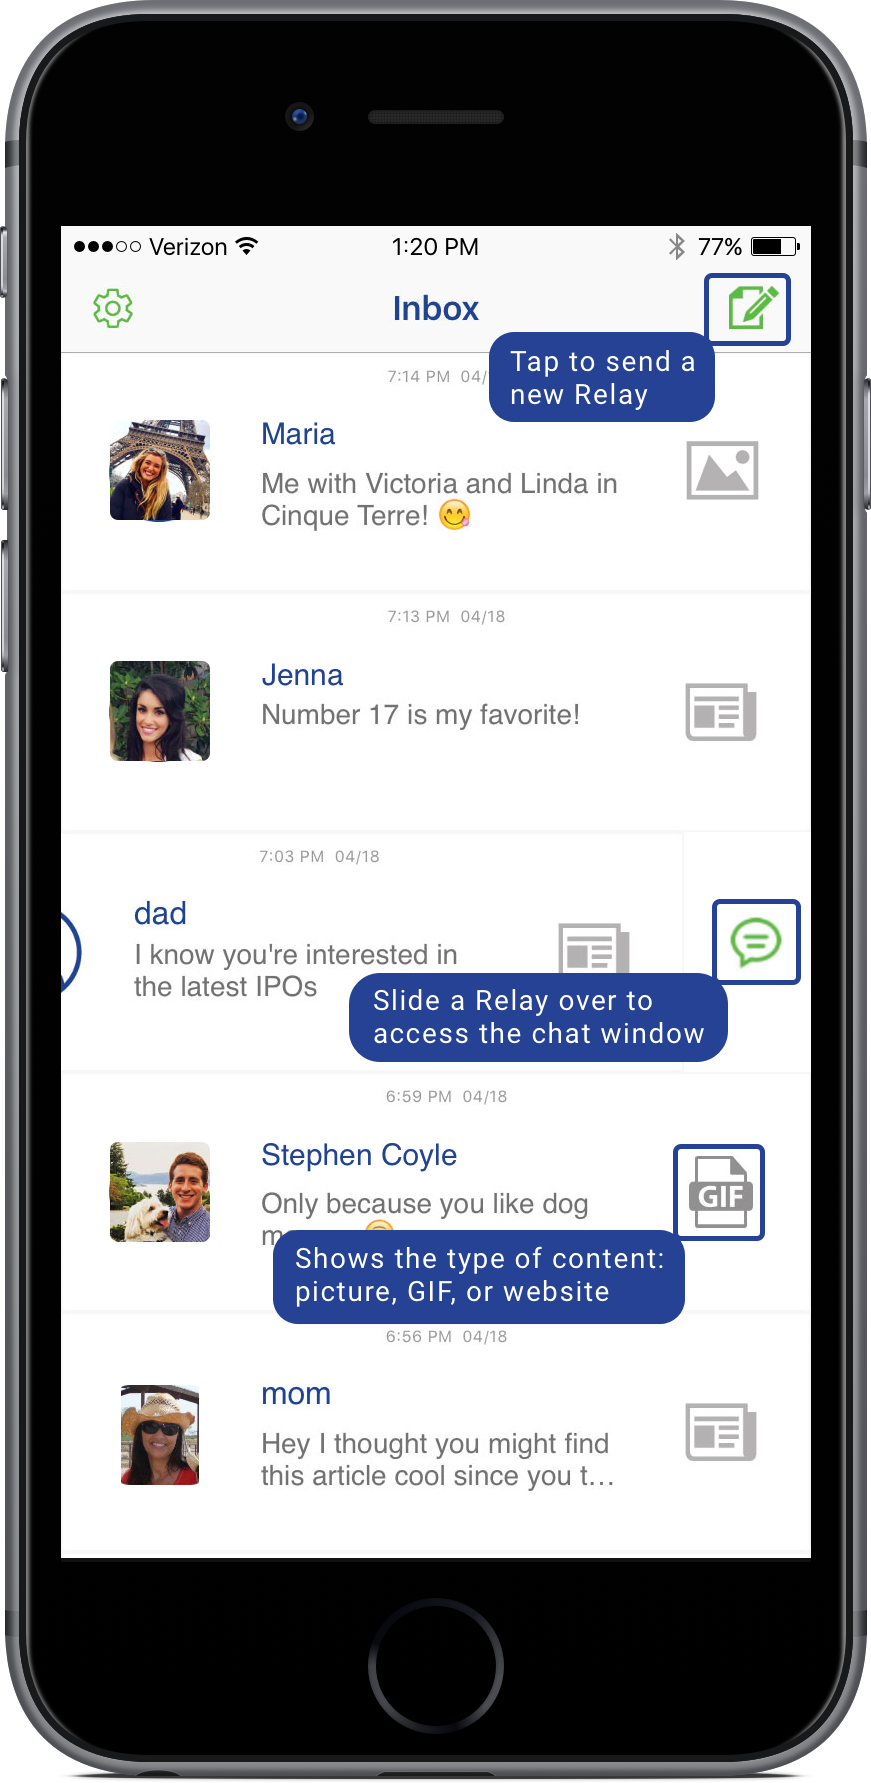 Verizon 1:20 PM 77%
Inbox
Tap to send a
new Relay
7:14 PM 04/
Maria
Me with Victoria and Linda in
Cinque Terre! 😋
7:13 PM 04/18
Jenna
Number 17 is my favorite!
7:03 PM 04/18
dad
I know you're interested in
the latest IPOs
Slide a Relay over to
access the chat window
6:59 PM 04/18
Stephen Coyle
Only because you like dog
GIF
Shows the type of content:
picture, GIF, or website
6:56 PM 04/18
mom
Hey I thought you might find
this article cool since you t...